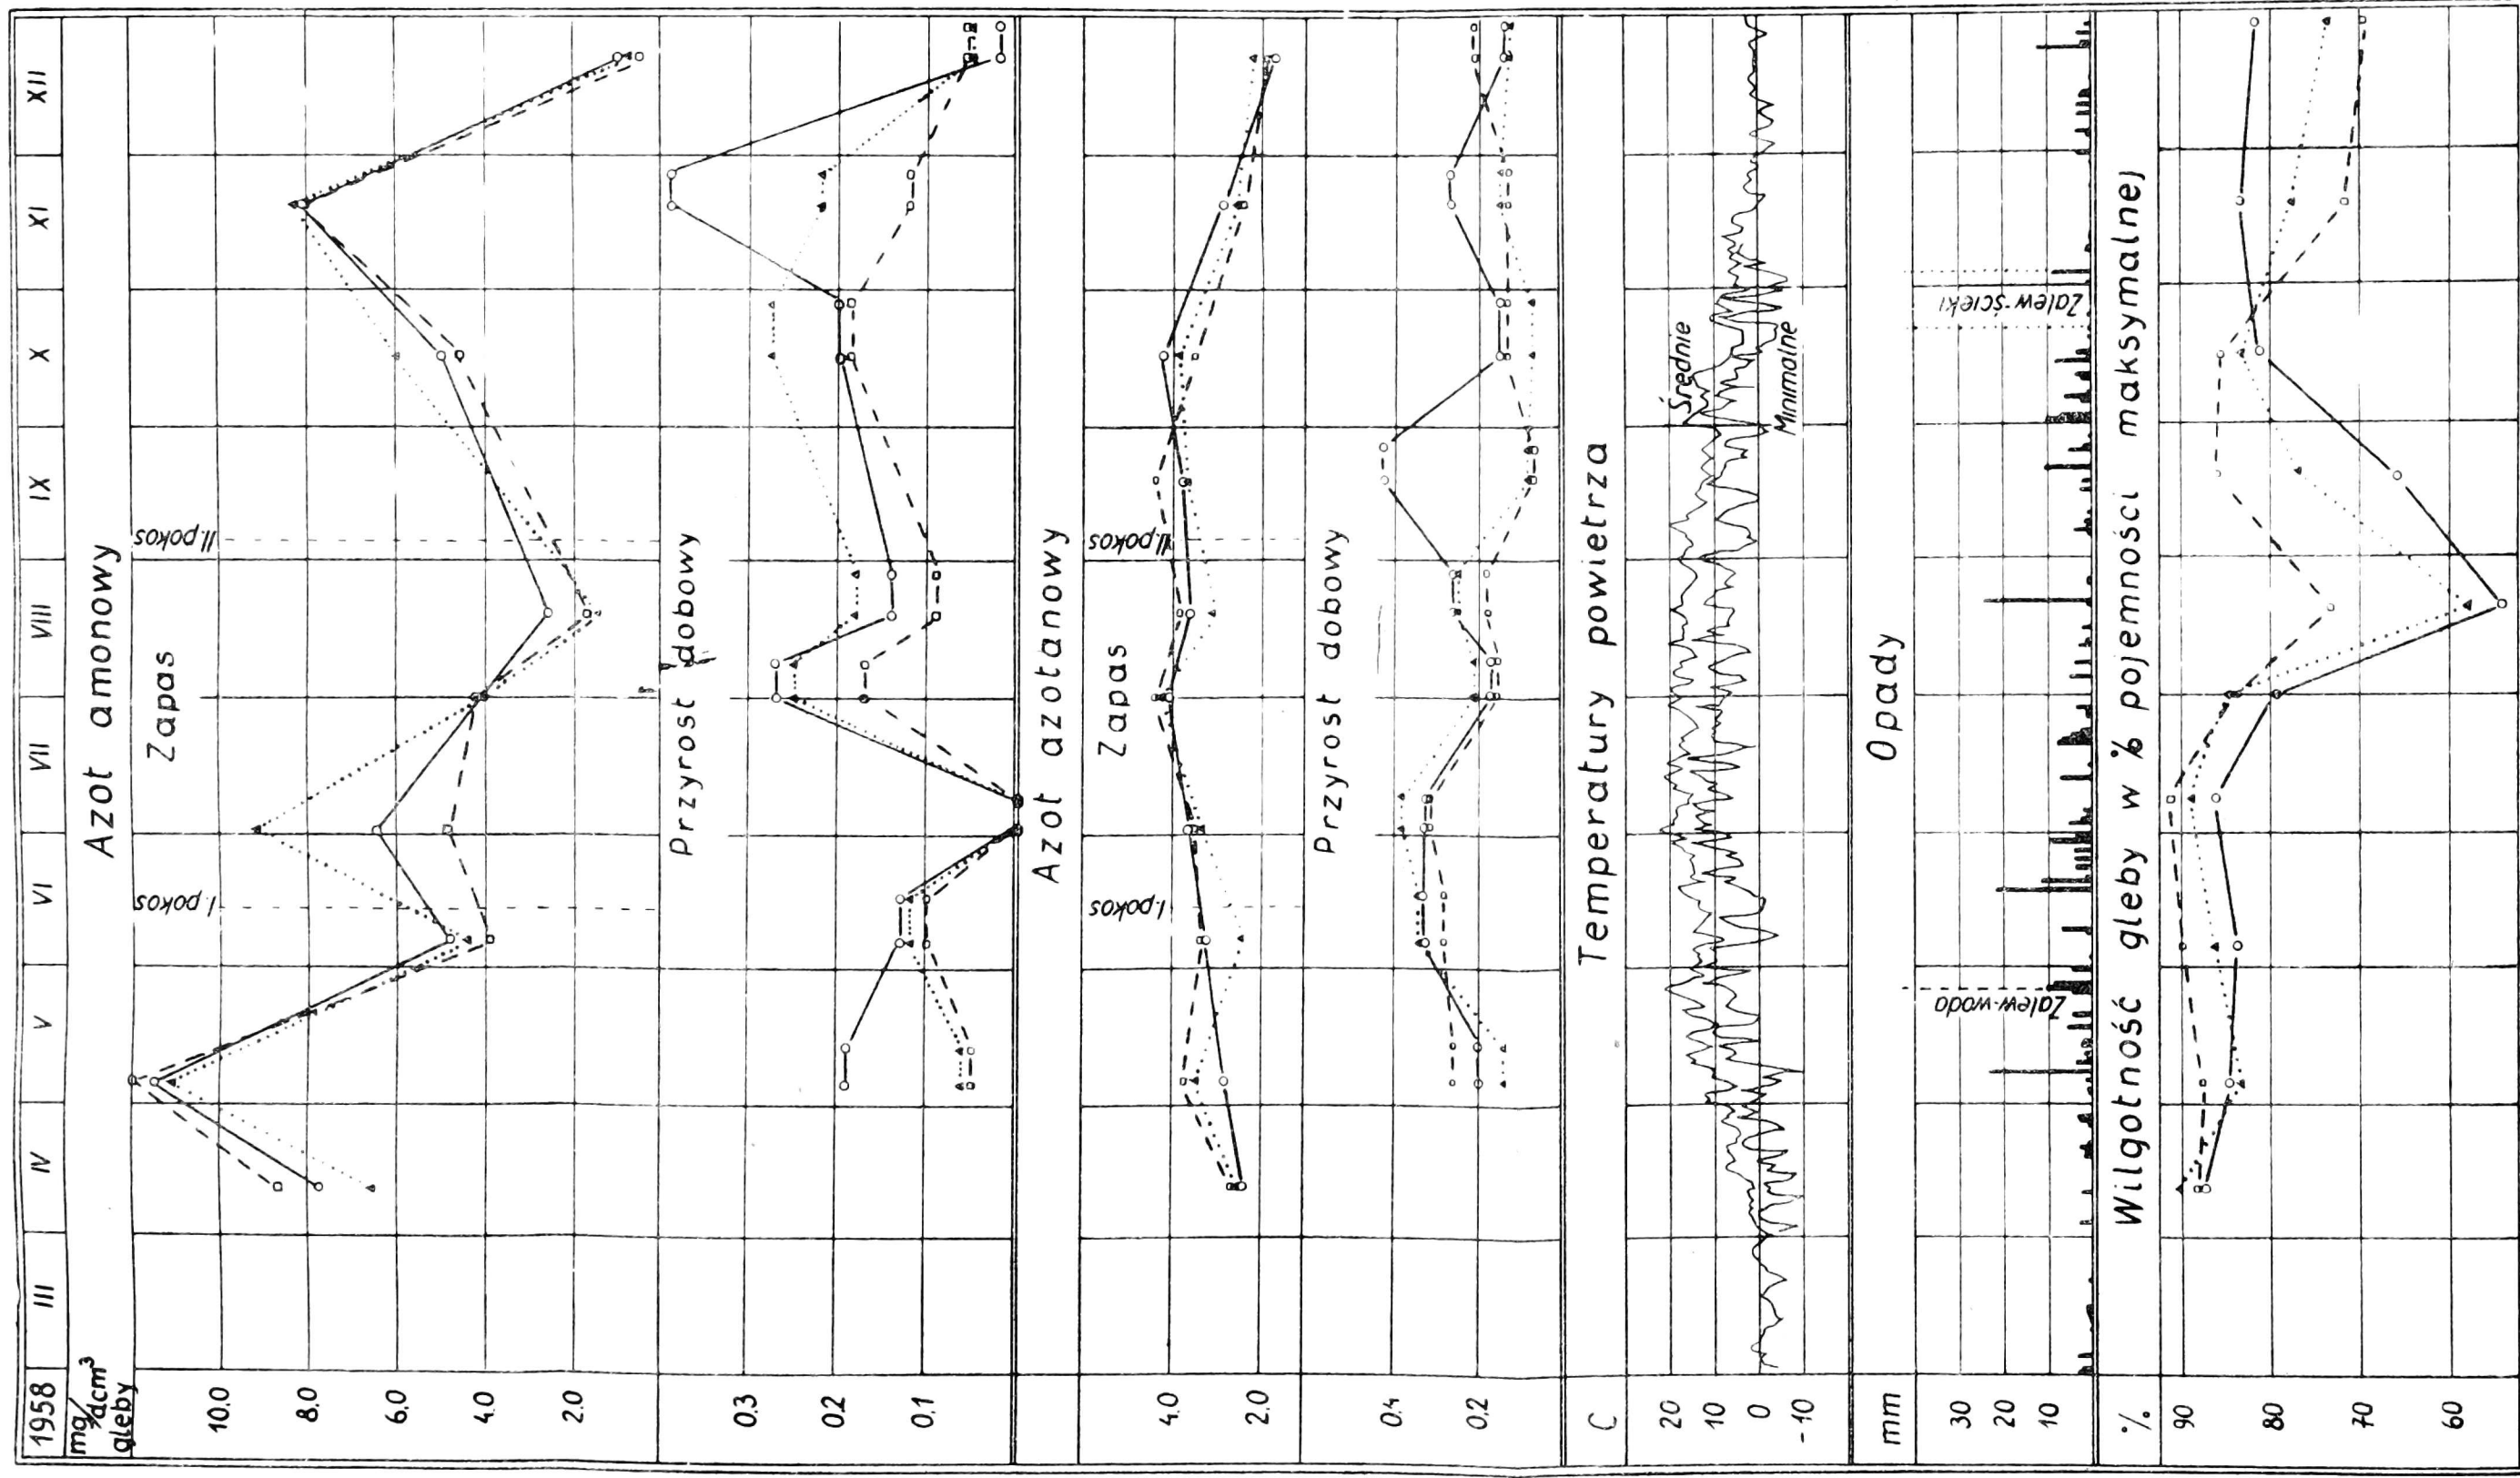 1958 III IV V VI VII VIII IX X XI XII
mg/dcm³
gleby
Azot amonowy
Zapas
10.0
8.0
6.0
4.0
2.0
I. pokos
II. pokos
Przyrost dobowy
0.3
0.2
0.1
Azot azotanowy
Zapas
4.0
2.0
I. pokos
II. pokos
Przyrost dobowy
0.4
0.2
Temperatury powietrza
C
20
10
0
-10
Średnie
Minimalne
Opady
mm
30
20
10
Zalew-woda
Zalew-ścieki
Wilgotność gleby w % pojemności maksymalnej
%
90
80
70
60